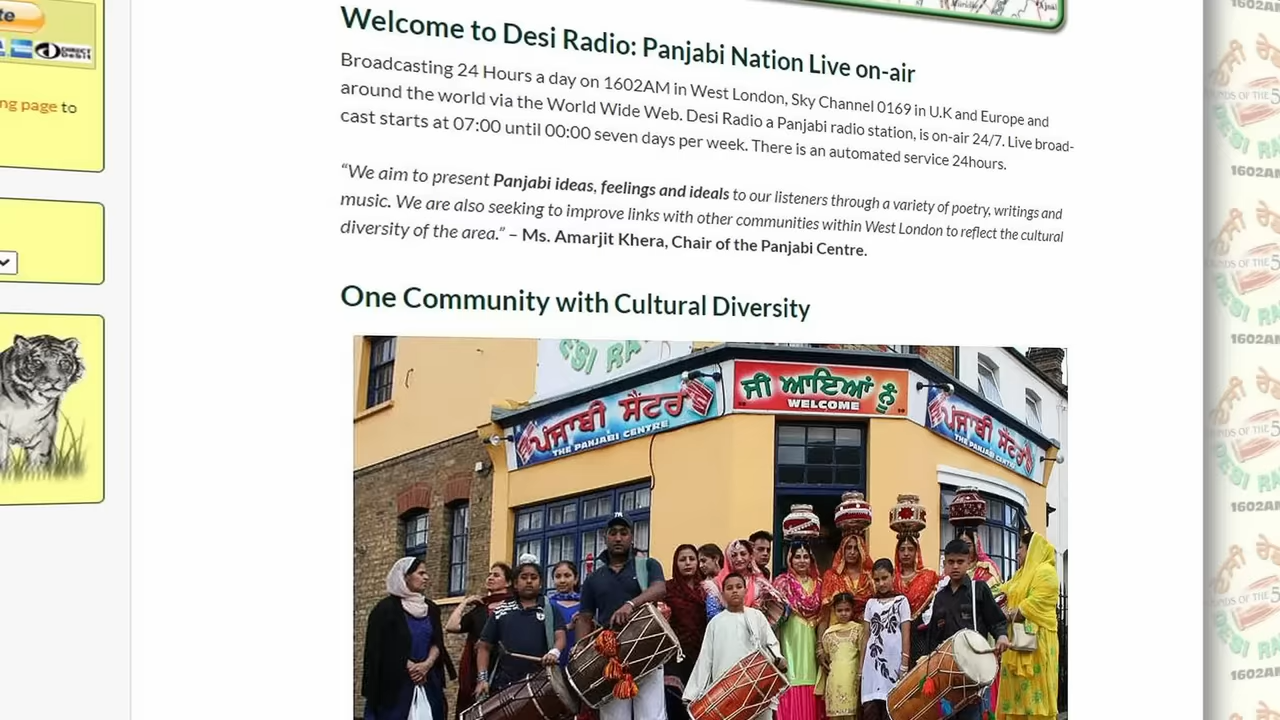 Welcome to Desi Radio: Panjabi Nation Live on-air
Broadcasting 24 Hours a day on 1602AM in West London, Sky Channel 0169 in U.K and Europe and
around the world via the World Wide Web. Desi Radio a Panjabi radio station, is on-air 24/7. Live broad-
cast starts at 07:00 until 00:00 seven days per week. There is an automated service 24hours.
“We aim to present Panjabi ideas, feelings and ideals to our listeners through a variety of poetry, writings and
music. We are also seeking to improve links with other communities within West London to reflect the cultural
diversity of the area.” – Ms. Amarjit Khera, Chair of the Panjabi Centre.
One Community with Cultural Diversity
ਪੰਜਾਬੀ ਸੈਂਟਰ
THE PANJABI CENTRE
ਜੀ ਆਇਆਂ ਨੂੰ
WELCOME
ਪੰਜਾਬੀ ਸੈਂਟਰ
THE PANJABI CENTRE
DIRECT
Debit
ng page to
1602AM
1602AM
1602AM
1602AM